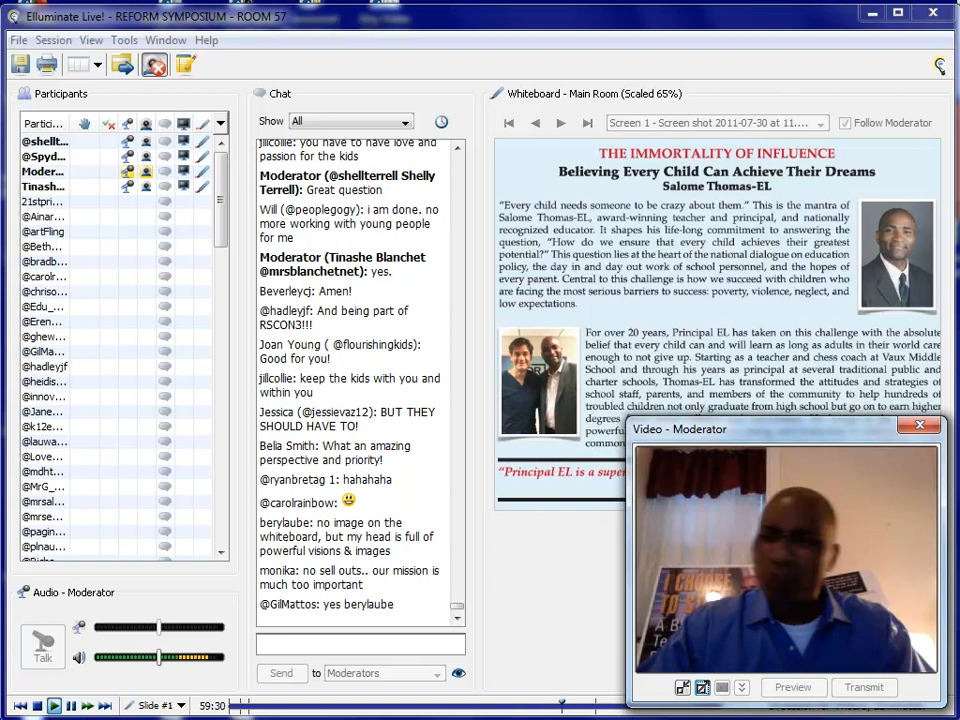 Elluminate Live! - REFORM SYMPOSIUM - ROOM 57
File Session View Tools Window Help
Participants
Partici...
@shellt...
@Spyd...
Moder...
Tinash...
21stpri...
@Ainar...
@artFling
@Beth...
@bradb...
@carolr...
@chriso...
@Edu_...
@Eren...
@ghew...
@GilMa...
@hadleyjf
@heidis...
@innov...
@Jane...
@k12e...
@lauwa...
@Love...
@mdht...
@MrG_...
@mrsal...
@mrse...
@pagin...
@plnau...
Audio - Moderator
Talk
Chat
Show All
jillcollie: you have to have love and
passion for the kids
Moderator (@shellterrell Shelly
Terrell): Great question
Will (@peoplegogy): i am done. no
more working with young people
for me
Moderator (Tinashe Blanchet
@mrsblanchetnet): yes.
Beverleycj: Amen!
@hadleyjf: And being part of
RSCON3!!!
Joan Young ( @flourishingkids):
Good for you!
jillcollie: keep the kids with you and
within you
Jessica (@jessievaz12): BUT THEY
SHOULD HAVE TO!
Belia Smith: What an amazing
perspective and priority!
@ryanbretag 1: hahahaha
@carolrainbow:
berylaube: no image on the
whiteboard, but my head is full of
powerful visions & images
monika: no sell outs.. our mission is
much too important
@GilMattos: yes berylaube
Send to Moderators
Whiteboard - Main Room (Scaled 65%)
Screen 1 - Screen shot 2011-07-30 at 11....
Follow Moderator
THE IMMORTALITY OF INFLUENCE
Believing Every Child Can Achieve Their Dreams
Salome Thomas-EL
“Every child needs someone to be crazy about them.” This is the mantra of
Salome Thomas-EL, award-winning teacher and principal, and nationally
recognized educator. It shapes his life-long commitment to answering the
question, “How do we ensure that every child achieves their greatest
potential?” This question lies at the heart of the national dialogue on education
policy, the day in and day out work of school personnel, and the hopes of
every parent. Central to this challenge is how we succeed with children who
are facing the most serious barriers to success: poverty, violence, neglect, and
low expectations.
For over 20 years, Principal EL has taken on this challenge with the absolute
belief that every child can and will learn as long as adults in their world care
enough to not give up. Starting as a teacher and chess coach at Vaux Middle
School and through his years as principal at several traditional public and
charter schools, Thomas-EL has transformed the attitudes and strategies of
school staff, parents, and members of the community to help hundreds of
troubled children not only graduate from high school but go on to earn higher
degrees
powerfu
common
“Principal EL is a super
Video - Moderator
I CHOOSE
TO S
A B
Te
Preview
Transmit
Slide #1
59:30